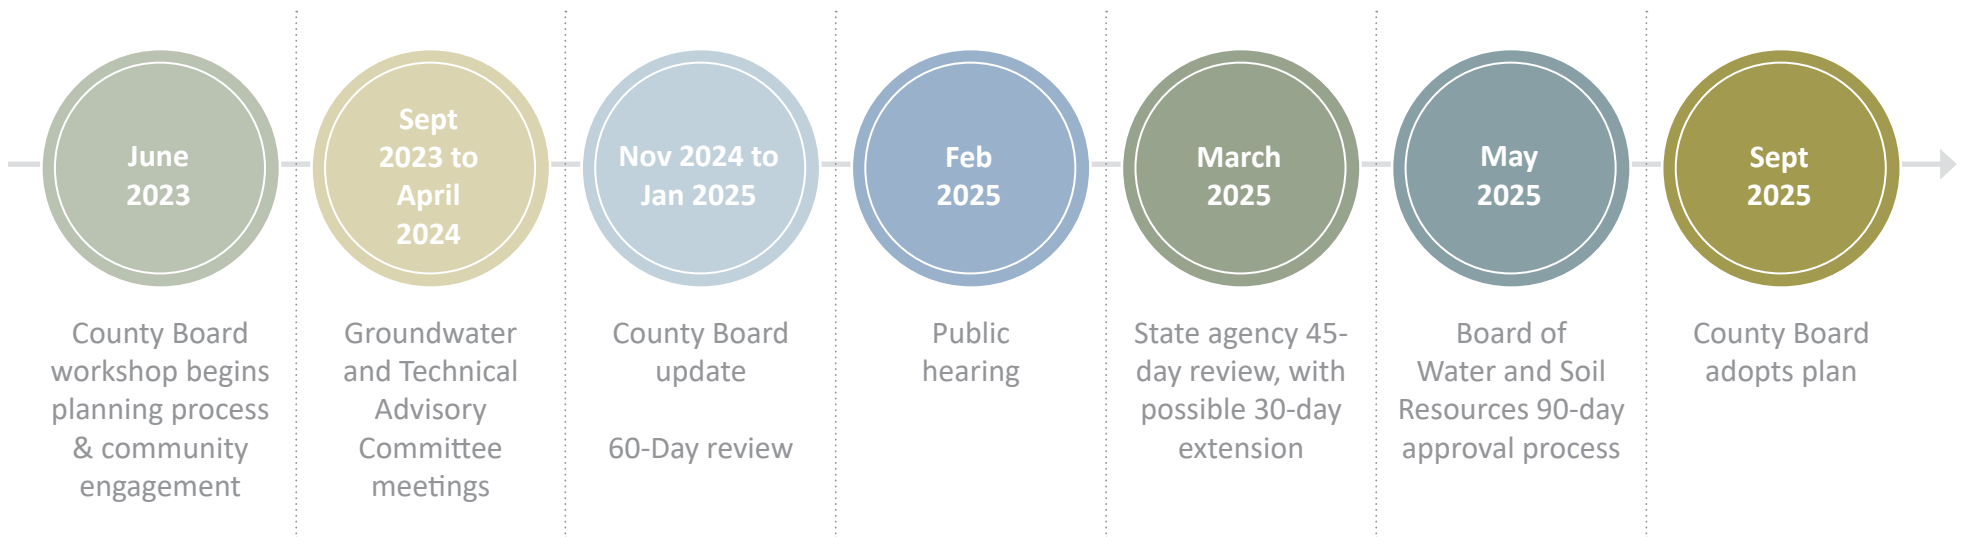 June
2023
County Board
workshop begins
planning process
& community
engagement
Sept
2023 to
April
2024
Groundwater
and Technical
Advisory
Committee
meetings
Nov 2024 to
Jan 2025
County Board
update
60-Day review
Feb
2025
Public
hearing
March
2025
State agency 45-
day review, with
possible 30-day
extension
May
2025
Board of
Water and Soil
Resources 90-day
approval process
Sept
2025
County Board
adopts plan